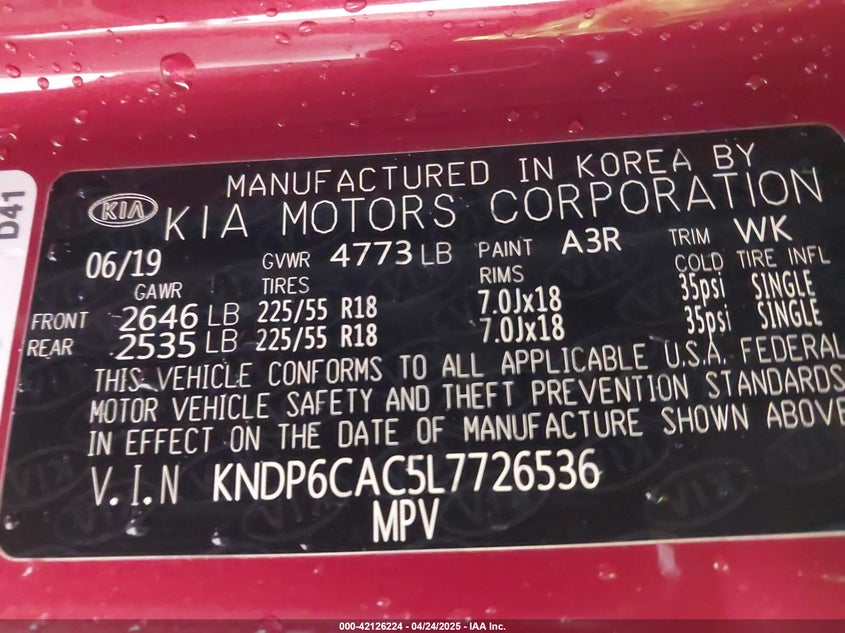 MANUFACTURED IN KOREA BY
KIA KIA MOTORS CORPORATION
06/19 GVWR 4773 LB PAINT A3R TRIM WK
GAWR TIRES RIMS COLD TIRE INFL
FRONT 2646 LB 225/55 R18 7.0Jx18 35psi SINGLE
REAR 2535 LB 225/55 R18 7.0Jx18 35psi SINGLE
THIS VEHICLE CONFORMS TO ALL APPLICABLE U.S.A. FEDERAL
MOTOR VEHICLE SAFETY AND THEFT PREVENTION STANDARDS
IN EFFECT ON THE DATE OF MANUFACTURE SHOWN ABOVE
V.I.N KNDP6CAC5L7726536
MPV
D41
000-42126224 | 04/24/2025 - IAA Inc.